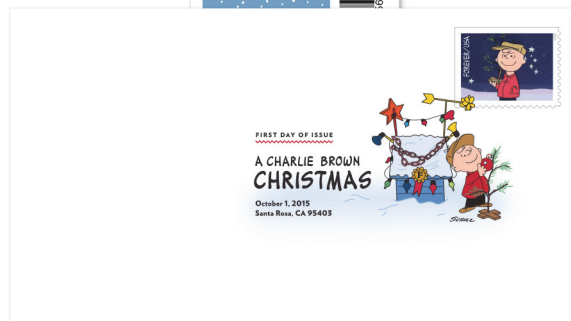 FOREVER/USA
FIRST DAY OF ISSUE
A CHARLIE BROWN
CHRISTMAS
October 1, 2015
Santa Rosa, CA 95403
SCHULZ